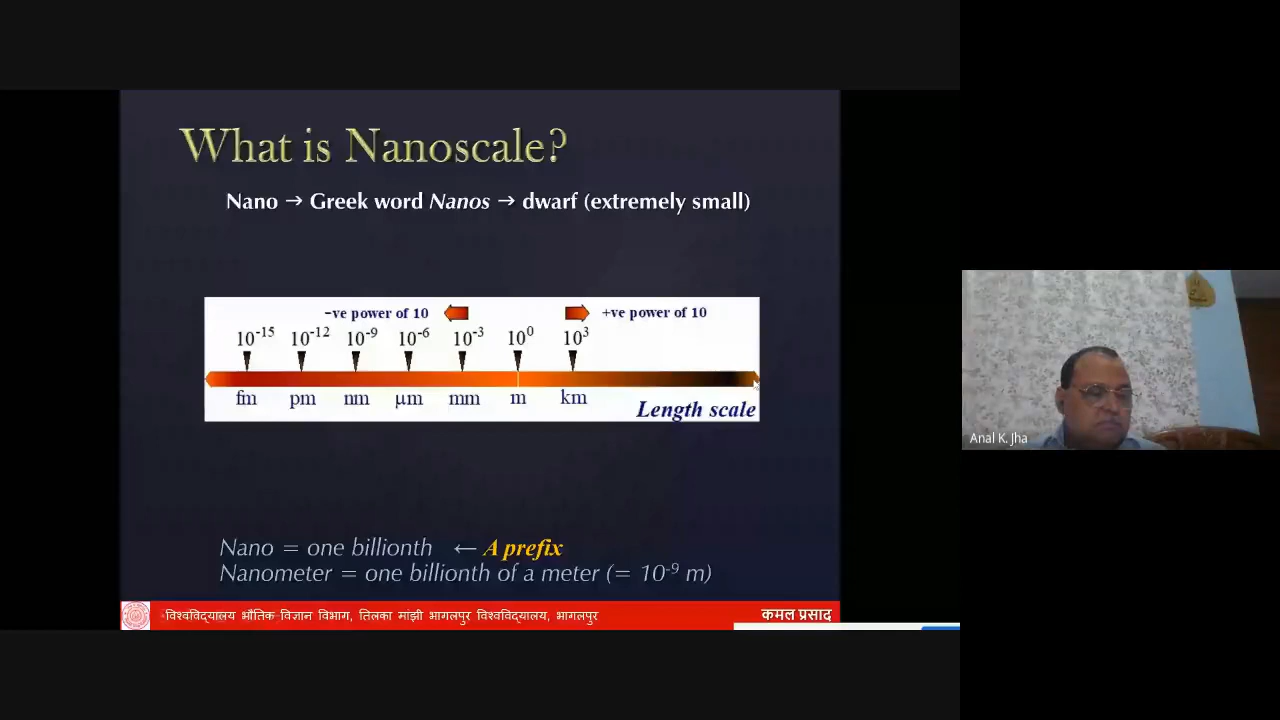 What is Nanoscale?
Nano → Greek word Nanos → dwarf (extremely small)
−ve power of 10
+ve power of 10
10⁻¹⁵ 10⁻¹² 10⁻⁹ 10⁻⁶ 10⁻³ 10⁰ 10³
fm pm nm µm mm m km
Length scale
Nano = one billionth ← A prefix
Nanometer = one billionth of a meter (= 10⁻⁹ m)
विश्वविद्यालय भौतिक विज्ञान विभाग, तिलका मांझी भागलपुर विश्वविद्यालय, भागलपुर
कमल प्रसाद
Anal K. Jha